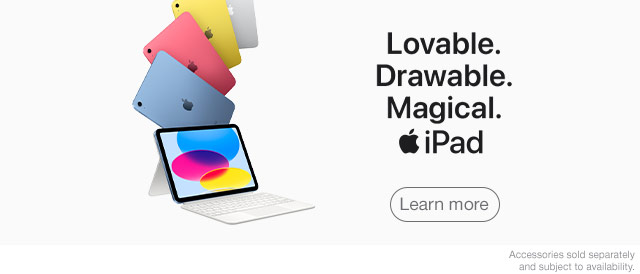 Lovable.
Drawable.
Magical.
iPad
Learn more
Accessories sold separately
and subject to availability.